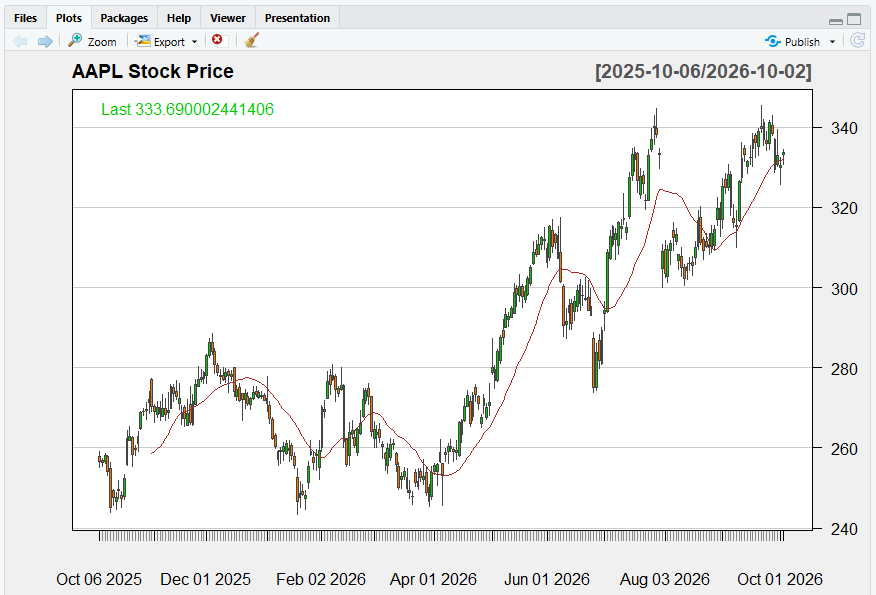 Files Plots Packages Help Viewer Presentation
Zoom Export Publish
AAPL Stock Price [2025-10-06/2026-10-02]
Last 333.690002441406
340
320
300
280
260
240
Oct 06 2025 Dec 01 2025 Feb 02 2026 Apr 01 2026 Jun 01 2026 Aug 03 2026 Oct 01 2026